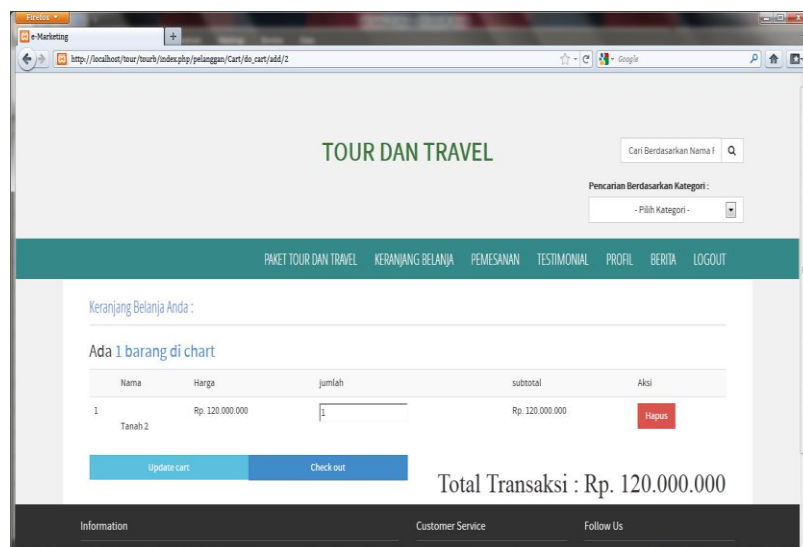 Firefox
e-Marketing
http://localhost/tour/tourb/index.php/pelanggan/Cart/do_cart/add/2
Google
TOUR DAN TRAVEL
Cari Berdasarkan Nama F
Pencarian Berdasarkan Kategori :
- Pilih Kategori -
PAKET TOUR DAN TRAVEL KERANJANG BELANJA PEMESANAN TESTIMONIAL PROFIL BERITA LOGOUT
Keranjang Belanja Anda :
Ada 1 barang di chart
Nama Harga jumlah subtotal Aksi
1 Rp. 120.000.000 1 Rp. 120.000.000 Hapus
Tanah 2
Update cart Check out
Total Transaksi : Rp. 120.000.000
Information Customer Service Follow Us